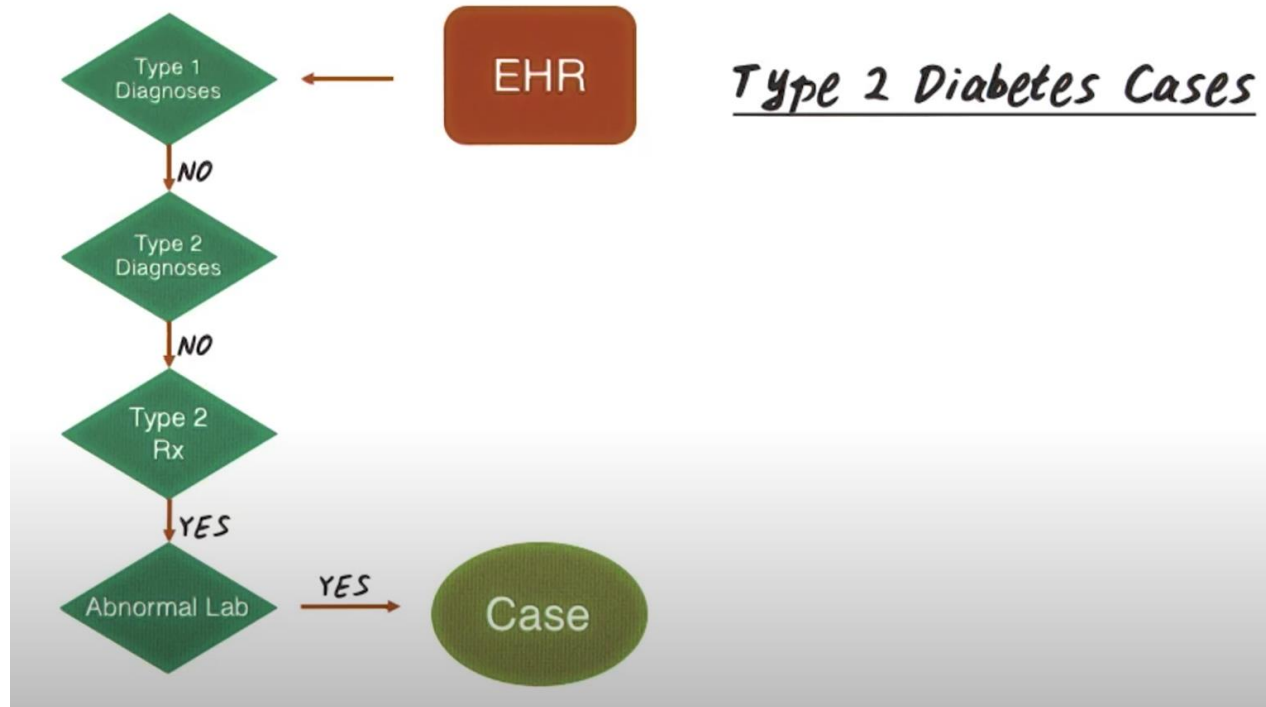 EHR
Type 2 Diabetes Cases
Type 1
Diagnoses
NO
Type 2
Diagnoses
NO
Type 2
Rx
YES
Abnormal Lab
YES
Case